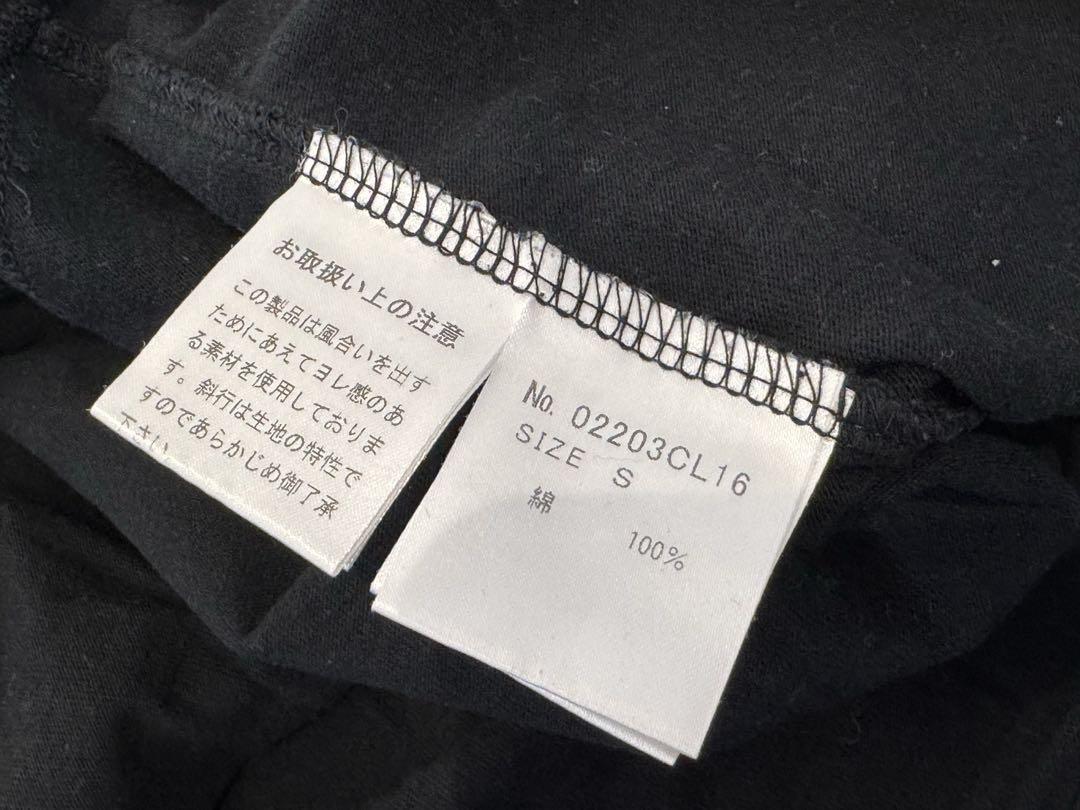 お取扱い上の注意
この製品は風合いを出す
ためにあえてヨレ感のあ
る素材を使用しておりま
す。斜行は生地の特性で
すのであらかじめ御了承
下さい
No. 02203CL16
SIZE S
綿 100%